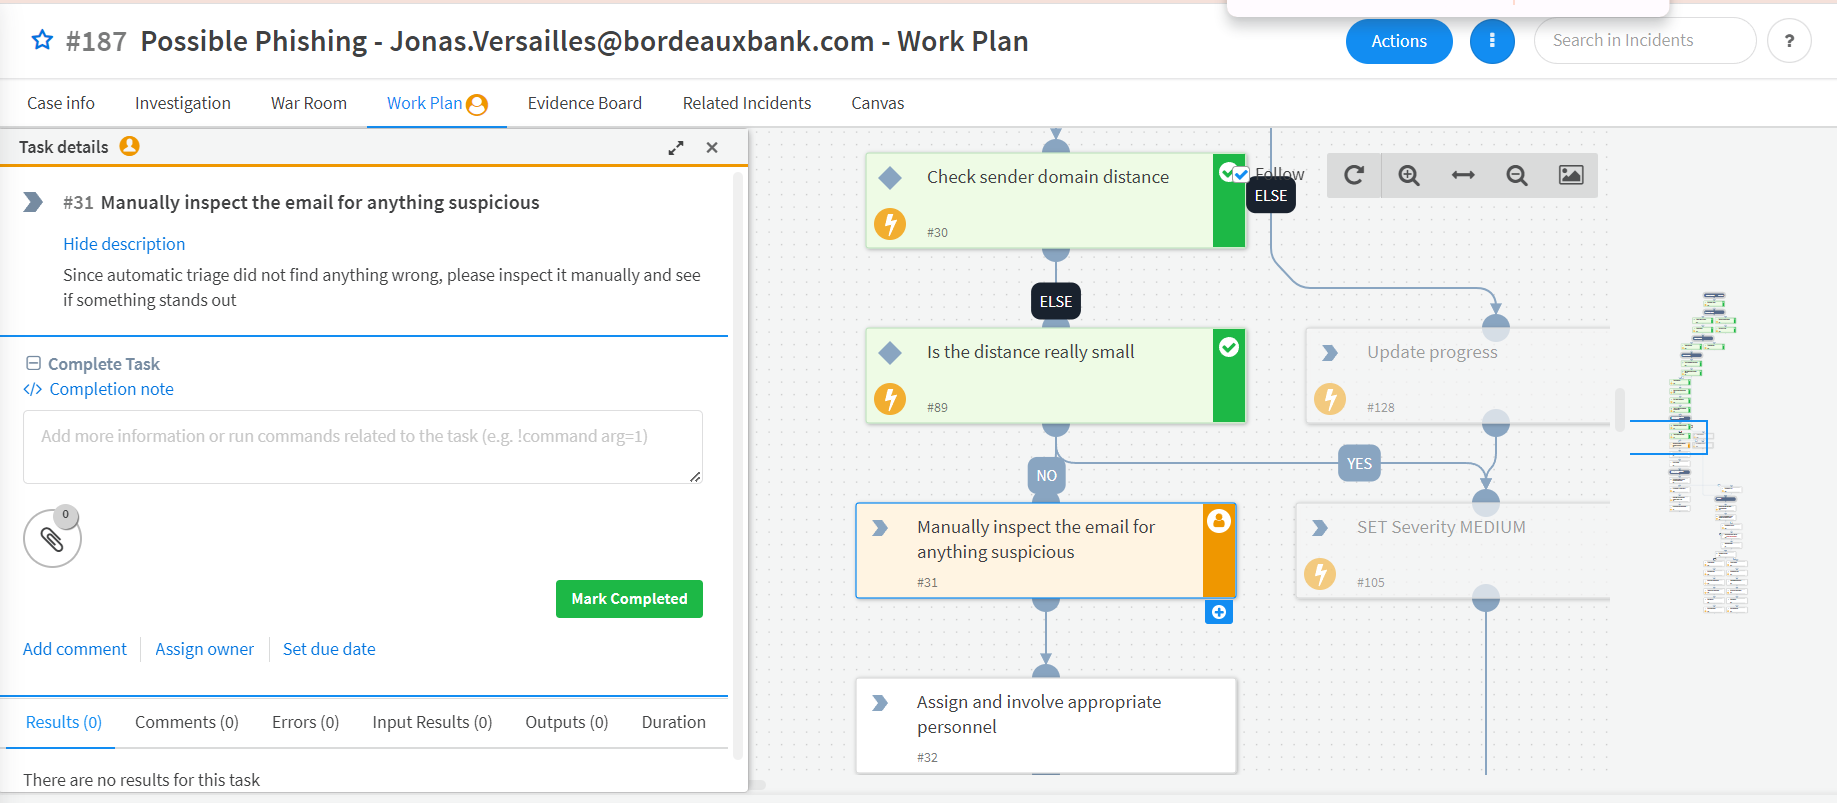 #187 Possible Phishing - Jonas.Versailles@bordeauxbank.com - Work Plan
Actions
Search in Incidents
?
Case info
Investigation
War Room
Work Plan
Evidence Board
Related Incidents
Canvas
Task details
#31 Manually inspect the email for anything suspicious
Hide description
Since automatic triage did not find anything wrong, please inspect it manually and see
if something stands out
Complete Task
</> Completion note
Add more information or run commands related to the task (e.g. !command arg=1)
0
Mark Completed
Add comment
Assign owner
Set due date
Results (0)
Comments (0)
Errors (0)
Input Results (0)
Outputs (0)
Duration
There are no results for this task
Check sender domain distance
#30
Follow
ELSE
ELSE
Is the distance really small
#89
Update progress
#128
NO
YES
Manually inspect the email for
anything suspicious
#31
SET Severity MEDIUM
#105
Assign and involve appropriate
personnel
#32